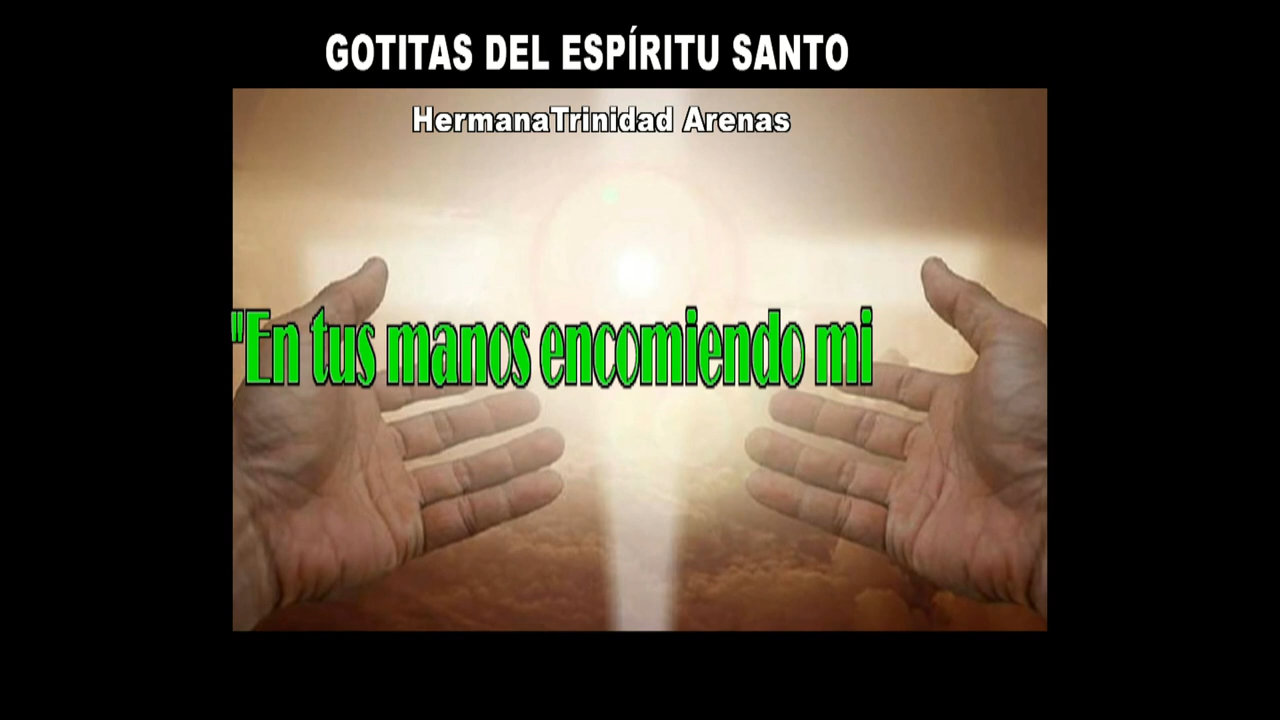 GOTITAS DEL ESPÍRITU SANTO
HermanaTrinidad Arenas
"En tus manos encomiendo mi